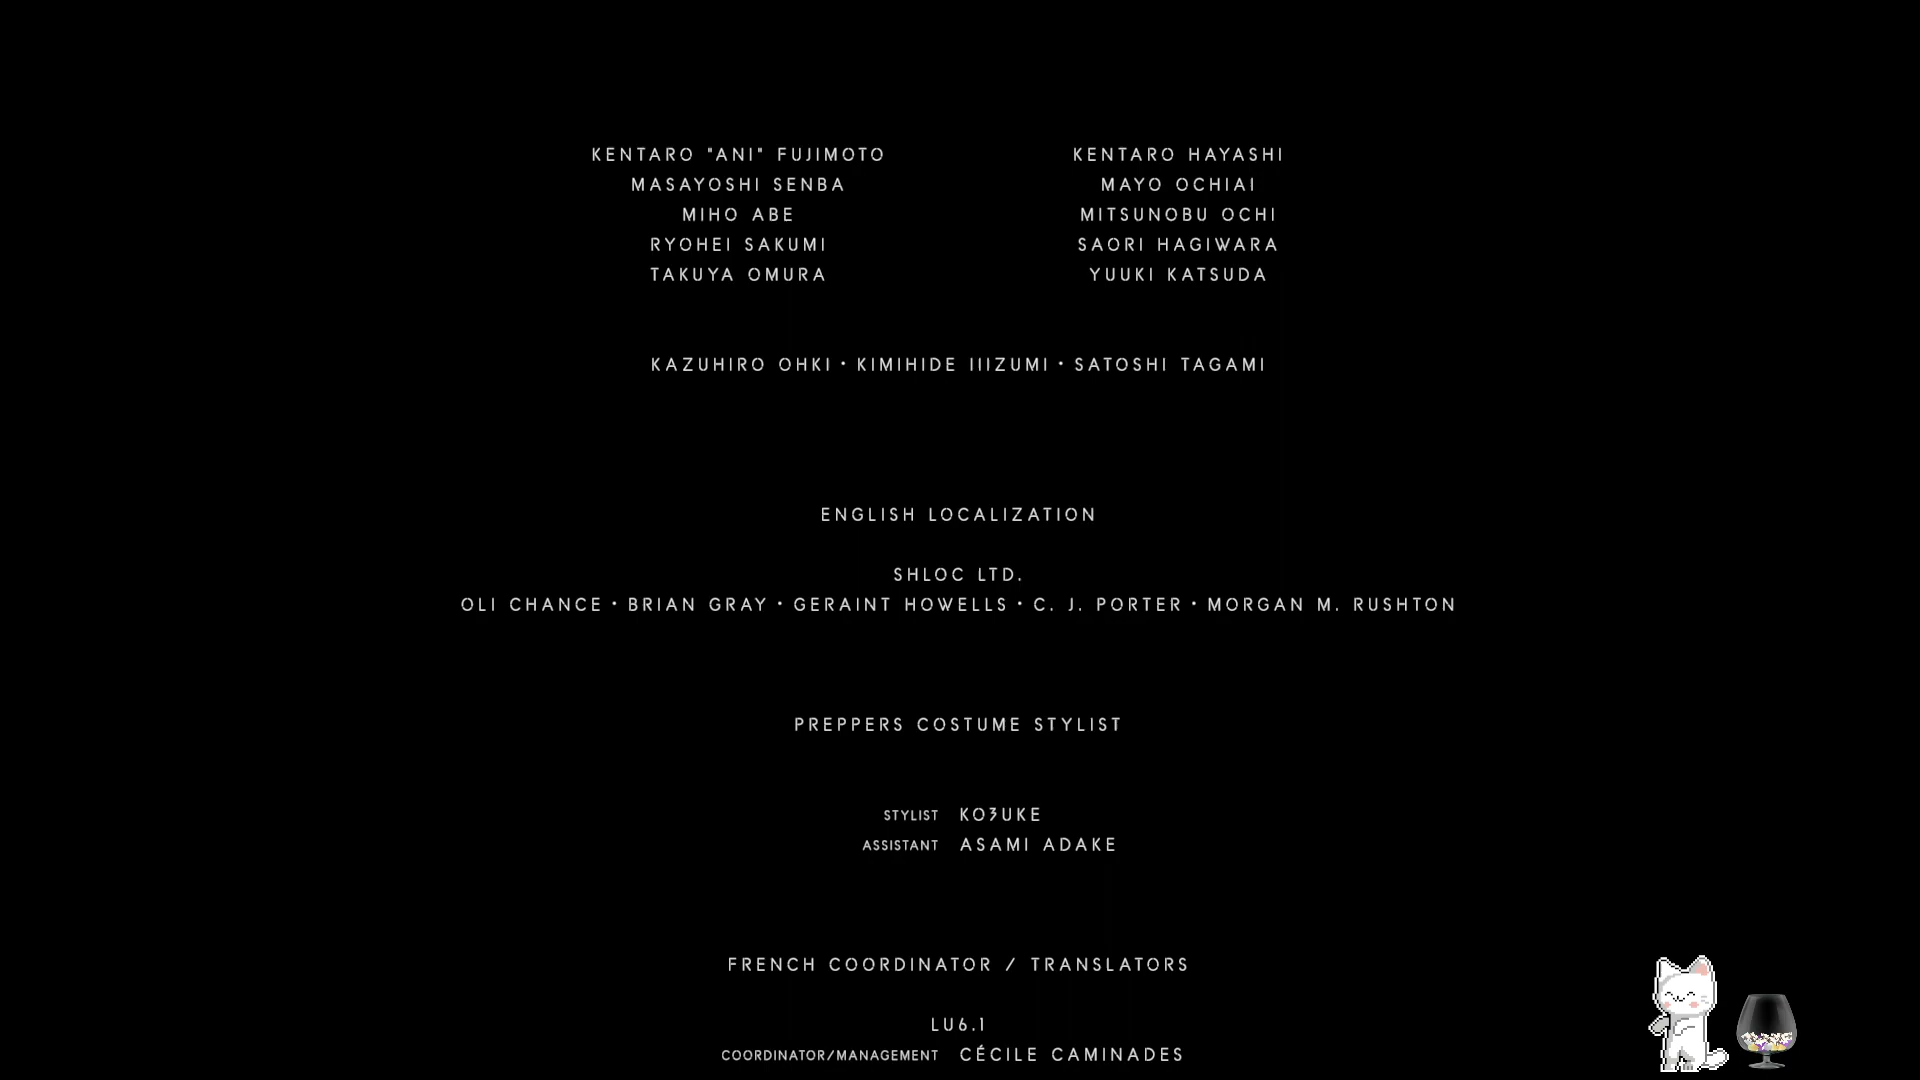 KENTARO "ANI" FUJIMOTO KENTARO HAYASHI
MASAYOSHI SENBA MAYO OCHIAI
MIHO ABE MITSUNOBU OCHI
RYOHEI SAKUMI SAORI HAGIWARA
TAKUYA OMURA YUUKI KATSUDA
KAZUHIRO OHKI・KIMIHIDE IIIZUMI・SATOSHI TAGAMI
ENGLISH LOCALIZATION
SHLOC LTD.
OLI CHANCE・BRIAN GRAY・GERAINT HOWELLS・C. J. PORTER・MORGAN M. RUSHTON
PREPPERS COSTUME STYLIST
STYLIST KO3UKE
ASSISTANT ASAMI ADAKE
FRENCH COORDINATOR / TRANSLATORS
LU6.1
COORDINATOR/MANAGEMENT CÉCILE CAMINADES